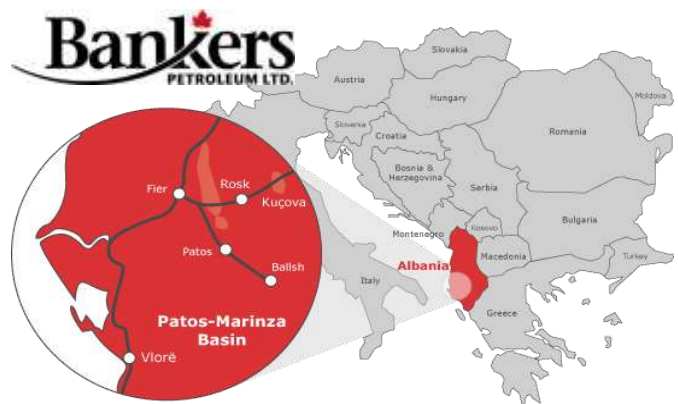 Bankers
PETROLEUM LTD.
Slovakia
Austria
Hungary
Moldova
Slovenia
Croatia
Romania
Bosnia &
Herzegovina
Serbia
Montenegro
Kosovo
Bulgaria
Albania
Macedonia
Turkey
Italy
Greece
Fier
Rosk
Kuçova
Patos
Ballsh
Patos-Marinza
Basin
Vlorë